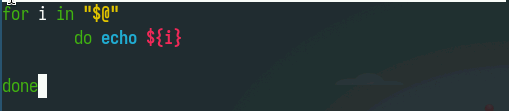 for i in "$@"
do echo ${i}
done